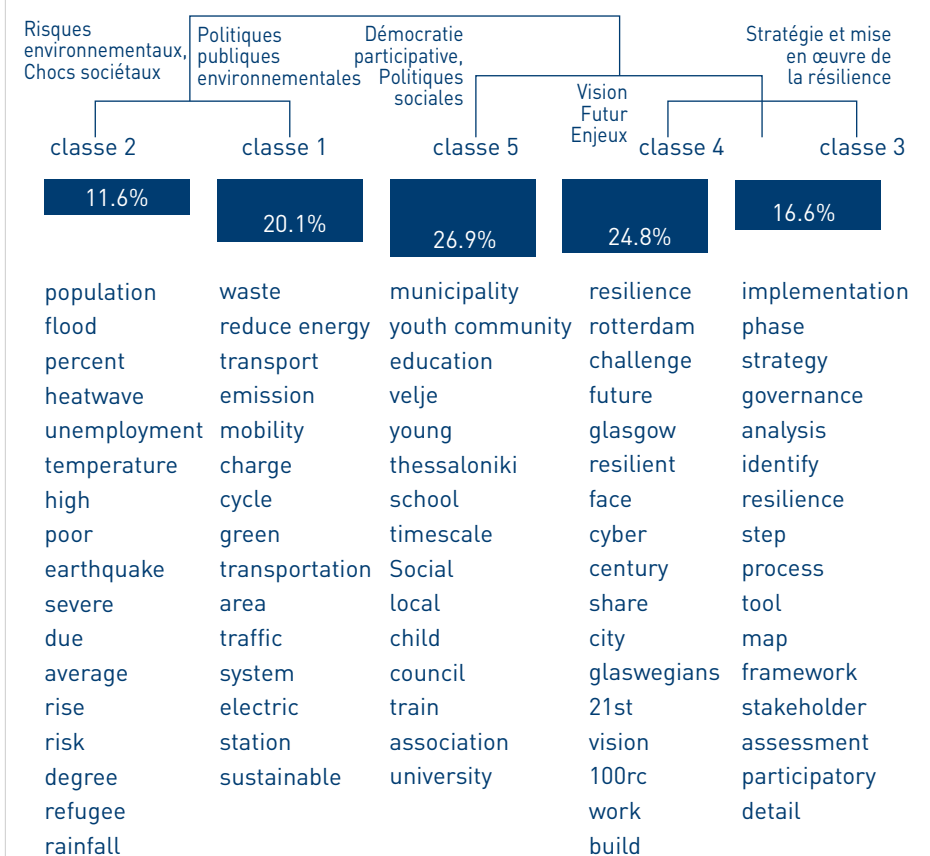 Risques
environnementaux,
Chocs sociétaux
Politiques
publiques
environnementales
Démocratie
participative,
Politiques
sociales
Vision
Futur
Enjeux
Stratégie et mise
en œuvre de
la résilience
classe 2
classe 1
classe 5
classe 4
classe 3
11.6%
20.1%
26.9%
24.8%
16.6%
population
flood
percent
heatwave
unemployment
temperature
high
poor
earthquake
severe
due
average
rise
risk
degree
refugee
rainfall
waste
reduce energy
transport
emission
mobility
charge
cycle
green
transportation
area
traffic
system
electric
station
sustainable
municipality
youth community
education
velje
young
thessaloniki
school
timescale
Social
local
child
council
train
association
university
resilience
rotterdam
challenge
future
glasgow
resilient
face
cyber
century
share
city
glaswegians
21st
vision
100rc
work
build
implementation
phase
strategy
governance
analysis
identify
resilience
step
process
tool
map
framework
stakeholder
assessment
participatory
detail